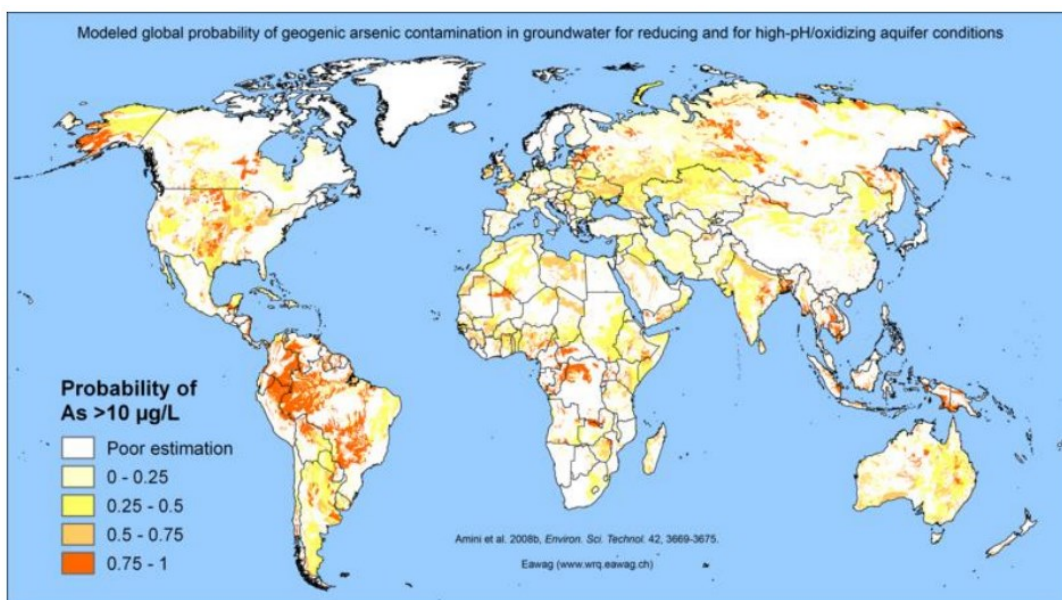 Modeled global probability of geogenic arsenic contamination in groundwater for reducing and for high-pH/oxidizing aquifer conditions
Probability of
As >10 µg/L
Poor estimation
0 - 0.25
0.25 - 0.5
0.5 - 0.75
0.75 - 1
Amini et al. 2008b, Environ. Sci. Technol. 42, 3669-3675.
Eawag (www.wrq.eawag.ch)